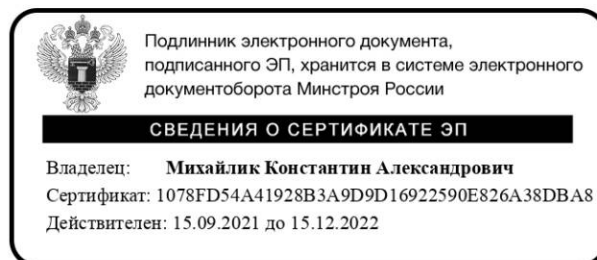 Подлинник электронного документа,
подписанного ЭП, хранится в системе электронного
документоборота Минстроя России
СВЕДЕНИЯ О СЕРТИФИКАТЕ ЭП
Владелец: Михайлик Константин Александрович
Сертификат: 1078FD54A41928B3A9D9D16922590E826A38DBA8
Действителен: 15.09.2021 до 15.12.2022